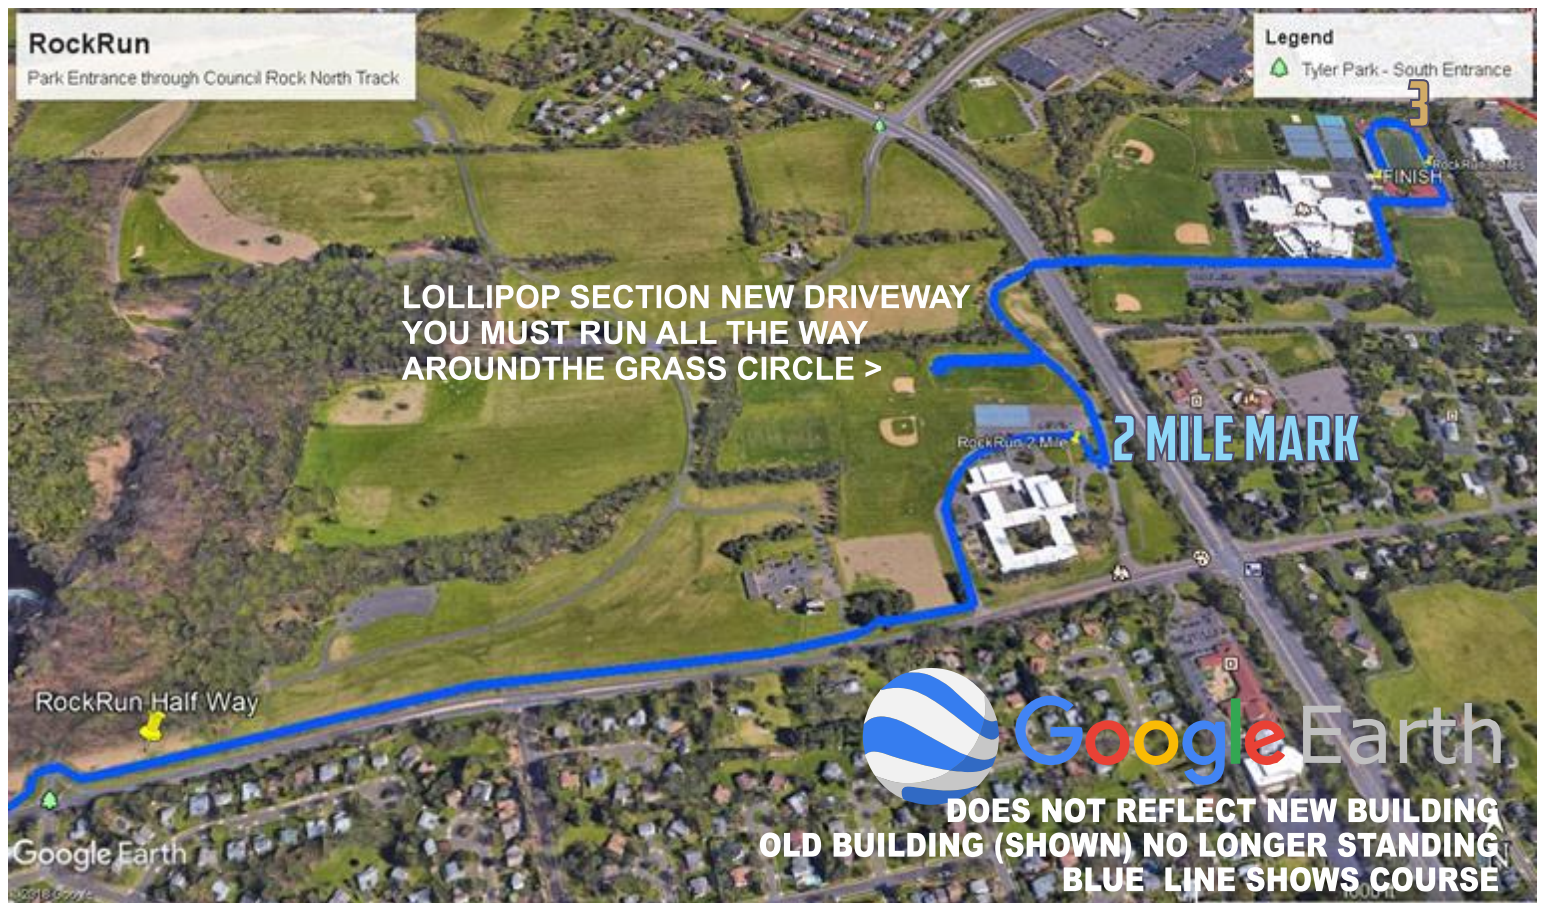 RockRun
Park Entrance through Council Rock North Track
Legend
Tyler Park - South Entrance
3
FINISH
LOLLIPOP SECTION NEW DRIVEWAY
YOU MUST RUN ALL THE WAY
AROUNDTHE GRASS CIRCLE >
RockRun 2 Mile
2 MILE MARK
RockRun Half Way
Google Earth
DOES NOT REFLECT NEW BUILDING
OLD BUILDING (SHOWN) NO LONGER STANDING
BLUE LINE SHOWS COURSE
Google Earth
©2018 Google
N